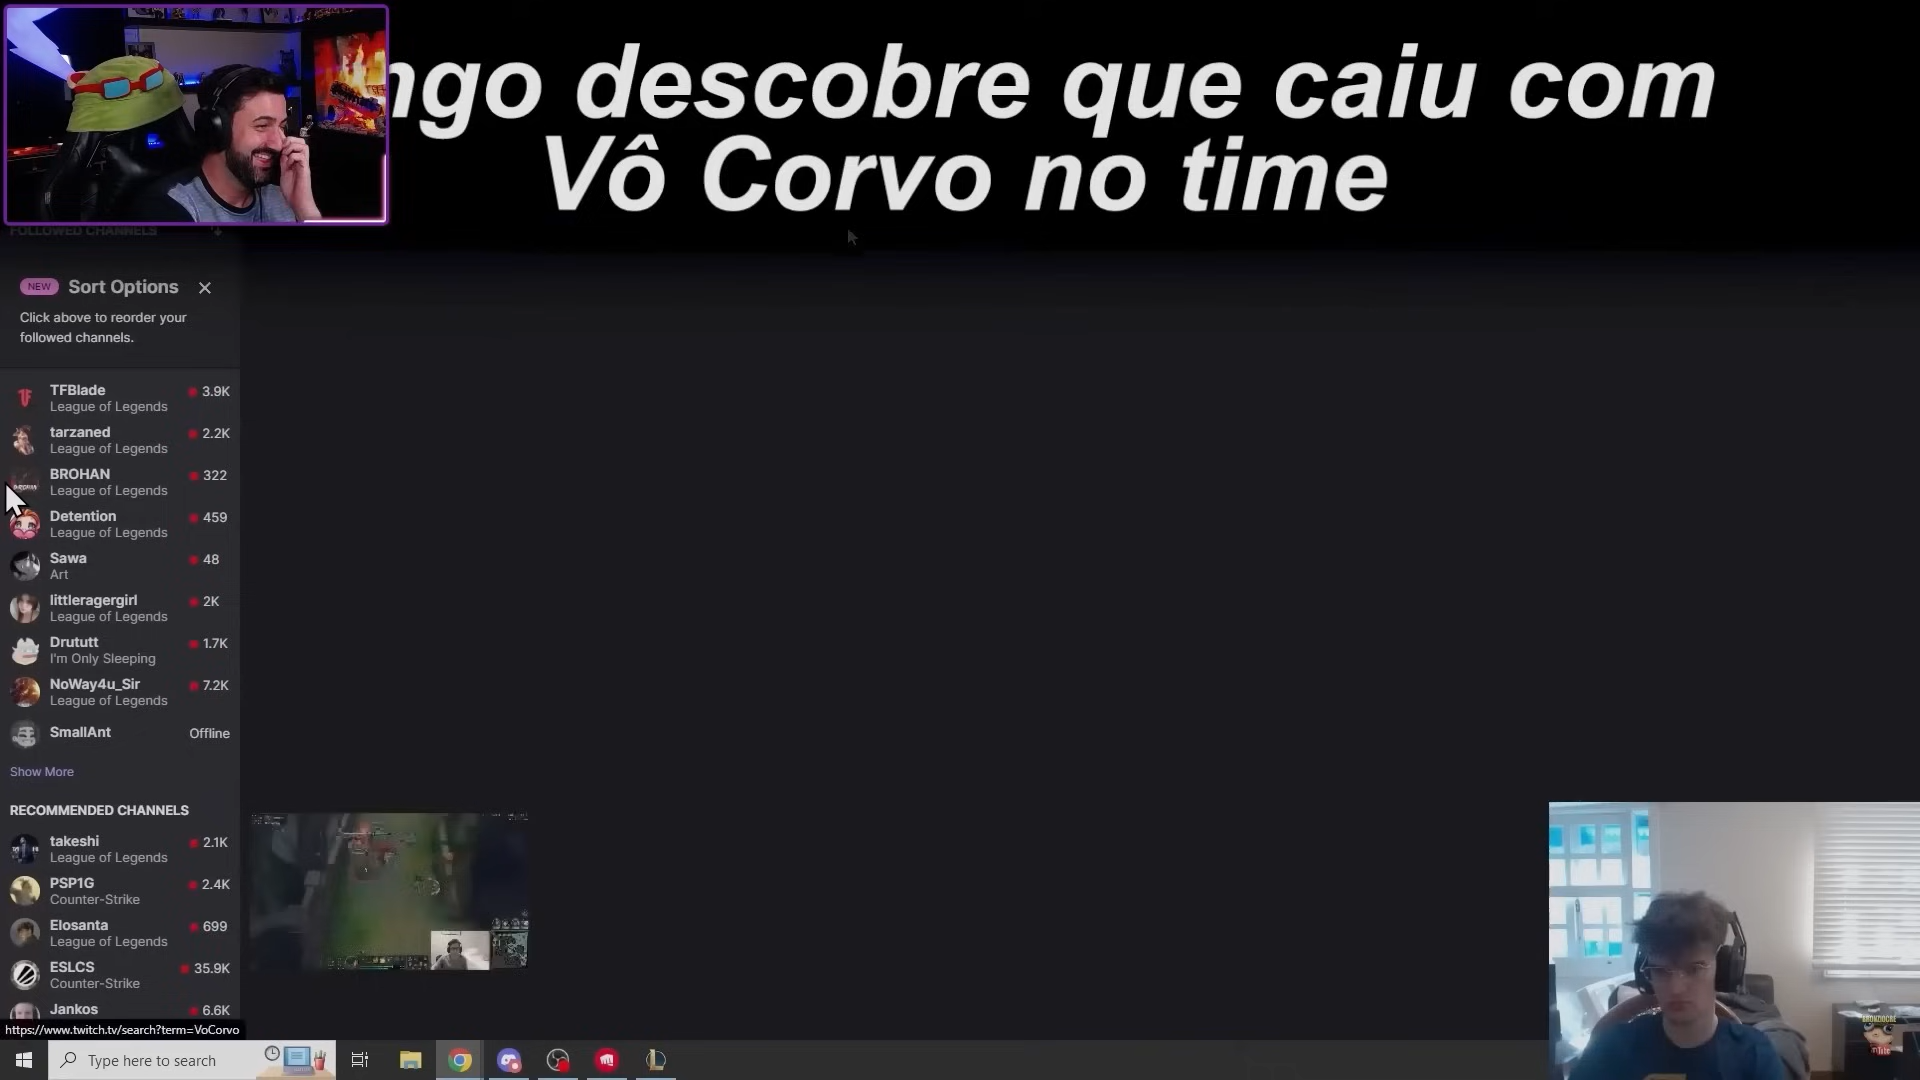 ngo descobre que caiu com
Vô Corvo no time
FOLLOWED CHANNELS
NEW Sort Options
Click above to reorder your
followed channels.
TFBlade 3.9K
League of Legends
tarzaned 2.2K
League of Legends
BROHAN 322
League of Legends
Detention 459
League of Legends
Sawa 48
Art
littleragergirl 2K
League of Legends
Drututt 1.7K
I'm Only Sleeping
NoWay4u_Sir 7.2K
League of Legends
SmallAnt Offline
Show More
RECOMMENDED CHANNELS
takeshi 2.1K
League of Legends
PSP1G 2.4K
Counter-Strike
Elosanta 699
League of Legends
ESLCS 35.9K
Counter-Strike
Jankos 6.6K
https://www.twitch.tv/search?term=VoCorvo
Type here to search